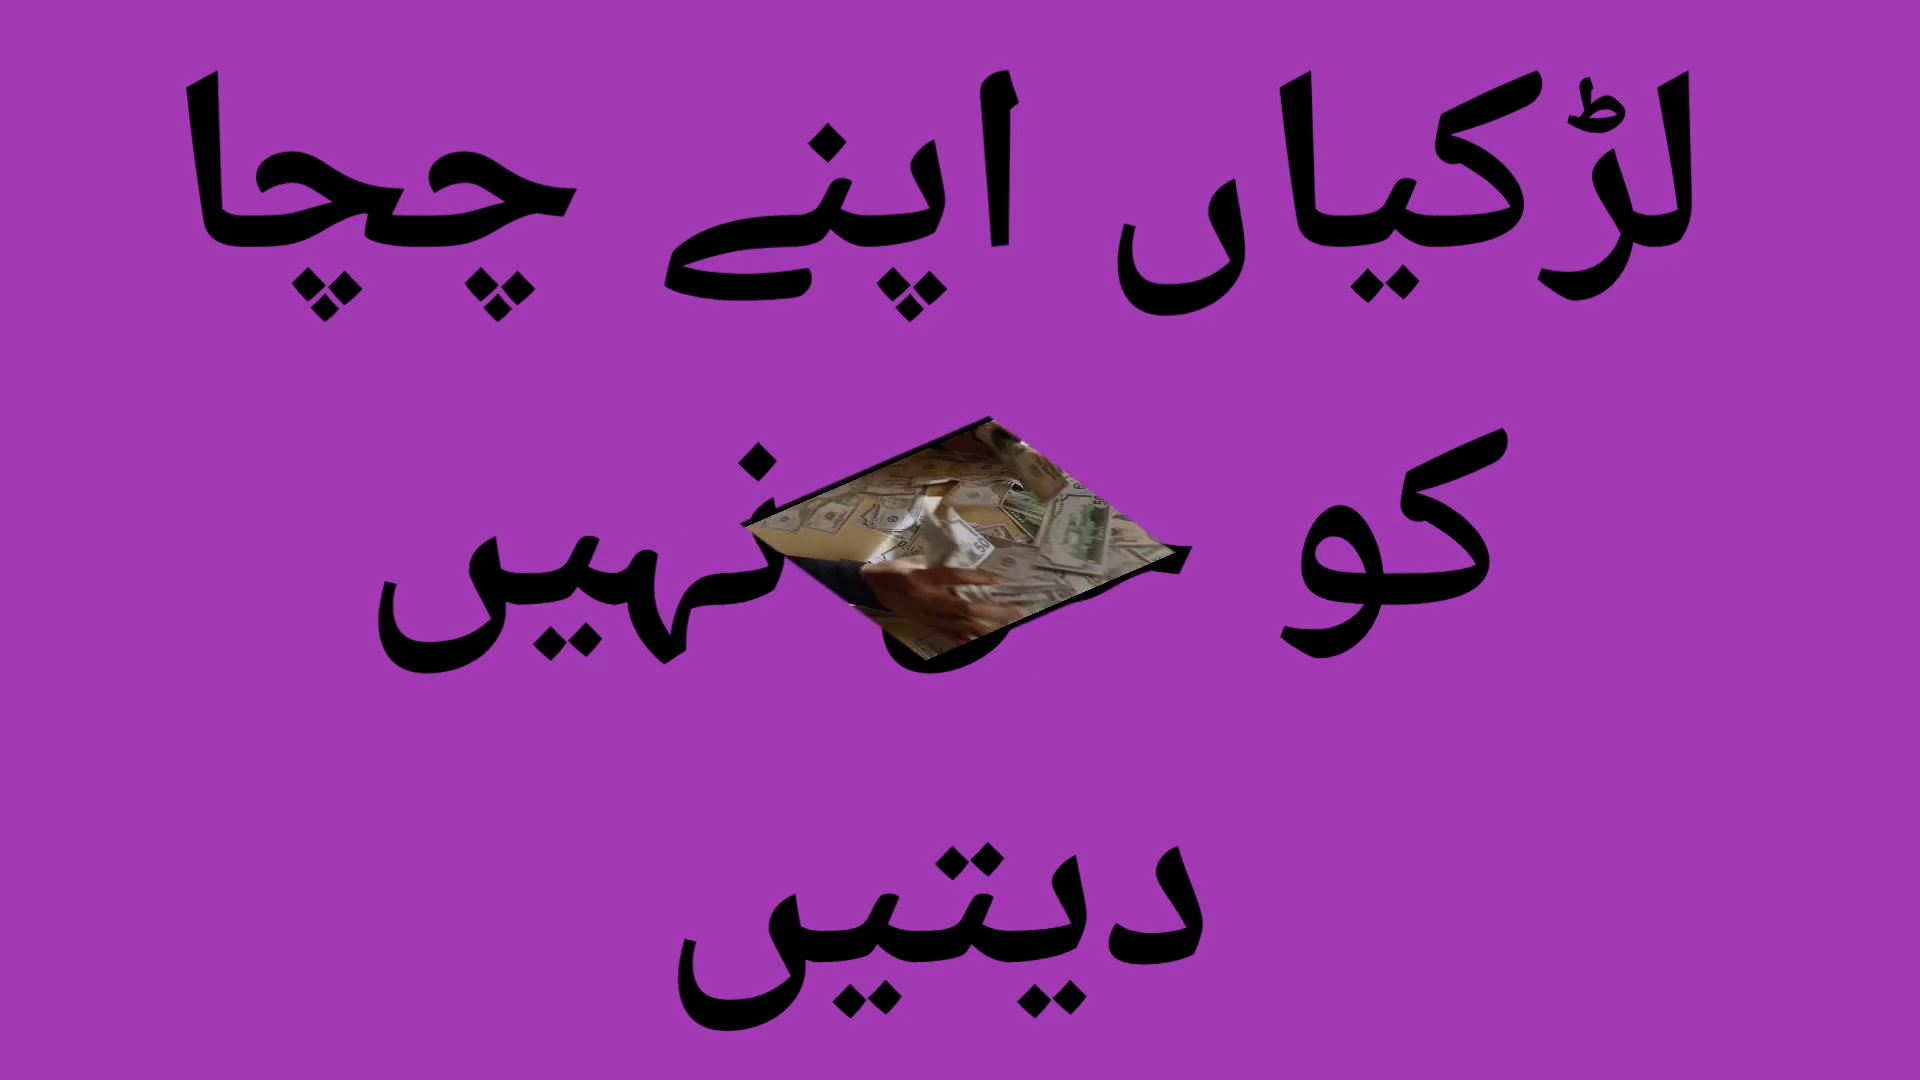 لڑکیاں اپنے چچا
کو نہیں
دیتیں